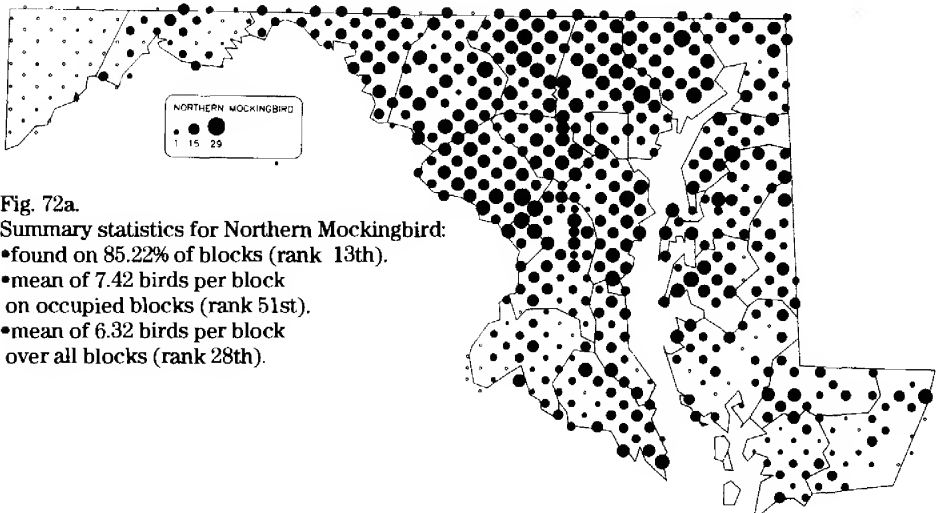 NORTHERN MOCKINGBIRD
1 15 29
Fig. 72a.
Summary statistics for Northern Mockingbird:
•found on 85.22% of blocks (rank 13th).
•mean of 7.42 birds per block
on occupied blocks (rank 51st).
•mean of 6.32 birds per block
over all blocks (rank 28th).